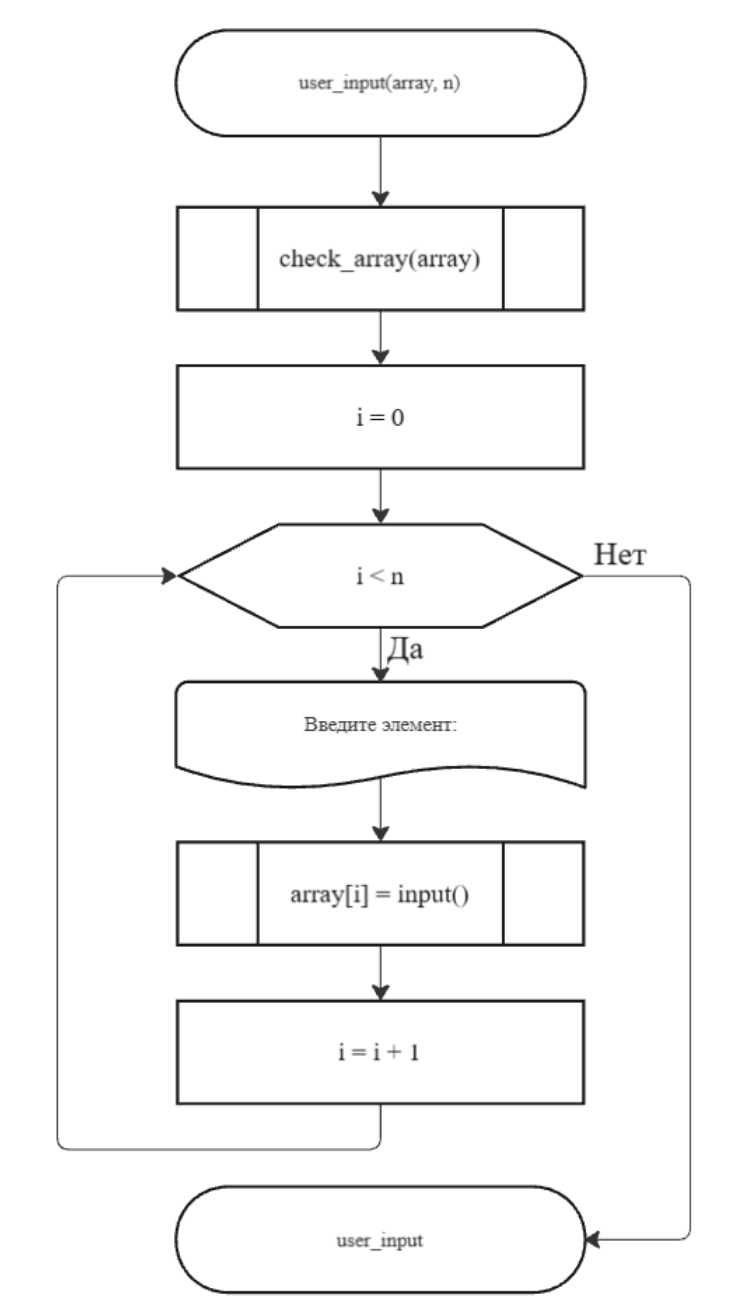 user_input(array, n)
check_array(array)
i = 0
i < n
Нет
Да
Введите элемент:
array[i] = input()
i = i + 1
user_input